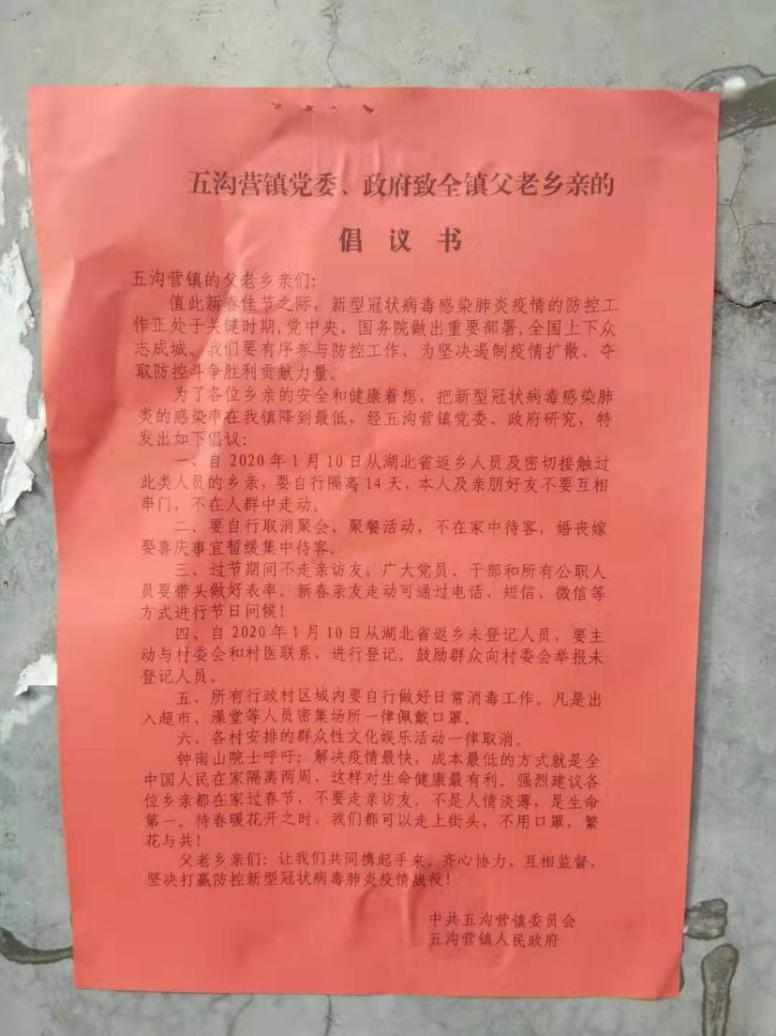 五沟营镇党委、政府致全镇父老乡亲的
倡议书
五沟营镇的父老乡亲们：
值此新春佳节之际，新型冠状病毒感染肺炎疫情的防控工
作正处于关键时期，党中央、国务院做出重要部署，全国上下众
志成城。我们要有序参与防控工作、为坚决遏制疫情扩散、夺
取防控斗争胜利贡献力量。
为了各位乡亲的安全和健康着想，把新型冠状病毒感染肺
炎的感染率在我镇降到最低，经五沟营镇党委、政府研究，特
发出如下倡议：
一、自2020年1月10日从湖北省返乡人员及密切接触过
此类人员的乡亲，要自行隔离14天、本人及亲朋好友不要互相
串门，不在人群中走动。
二、要自行取消聚会、聚餐活动，不在家中待客，婚丧嫁
娶喜庆事宜暂缓集中待客。
三、过节期间不走亲访友，广大党员、干部和所有公职人
员要带头做好表率。新春亲友走动可通过电话、短信、微信等
方式进行节日问候！
四、自2020年1月10日从湖北省返乡未登记人员，要主
动与村委会和村医联系，进行登记。鼓励群众向村委会举报未
登记人员。
五、所有行政村区域内要自行做好日常消毒工作。凡是出
入超市、澡堂等人员密集场所一律佩戴口罩。
六、各村安排的群众性文化娱乐活动一律取消。
钟南山院士呼吁：解决疫情最快，成本最低的方式就是全
中国人民在家隔离两周，这样对生命健康最有利。强烈建议各
位乡亲都在家过春节，不要走亲访友，不是人情淡薄，是生命
第一。待春暖花开之时，我们都可以走上街头，不用口罩，繁
花与共！
父老乡亲们：让我们共同携起手来，齐心协力，互相监督，
坚决打赢防控新型冠状病毒肺炎疫情战役！
中共五沟营镇委员会
五沟营镇人民政府